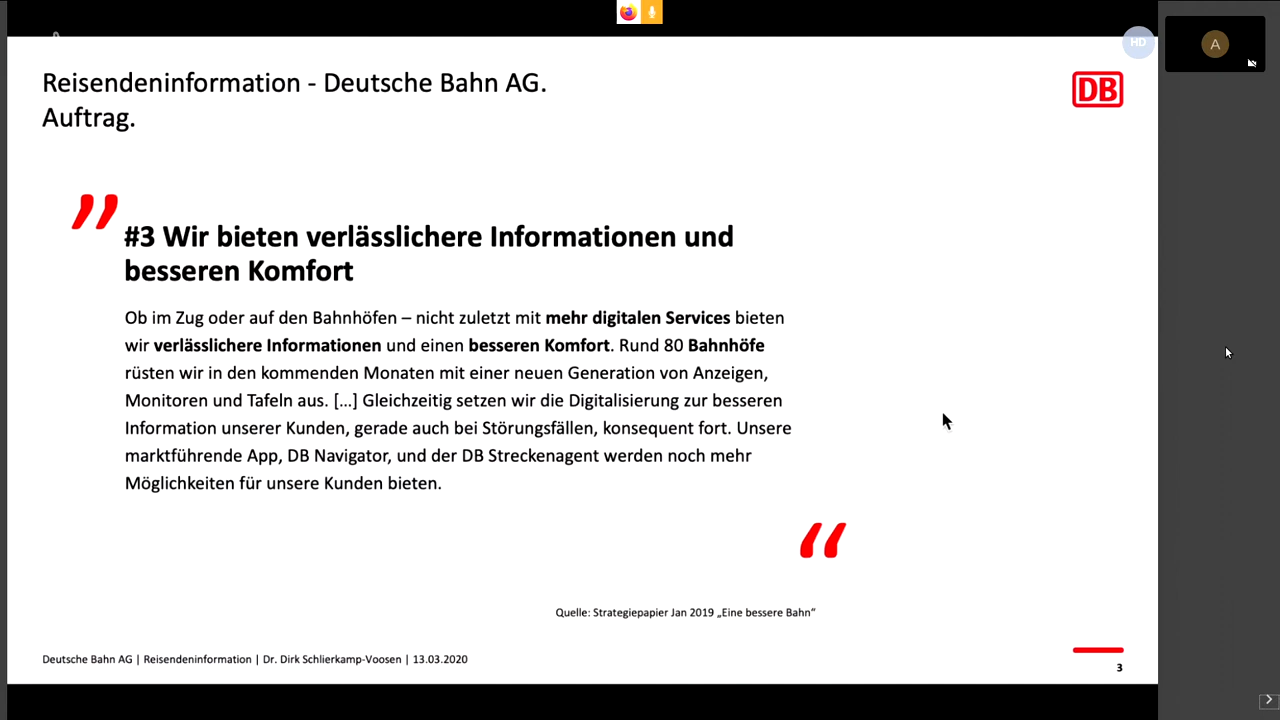 HD
A
Reisendeninformation - Deutsche Bahn AG.
Auftrag.
DB
”
#3 Wir bieten verlässlichere Informationen und
besseren Komfort
Ob im Zug oder auf den Bahnhöfen – nicht zuletzt mit mehr digitalen Services bieten
wir verlässlichere Informationen und einen besseren Komfort. Rund 80 Bahnhöfe
rüsten wir in den kommenden Monaten mit einer neuen Generation von Anzeigen,
Monitoren und Tafeln aus. [...] Gleichzeitig setzen wir die Digitalisierung zur besseren
Information unserer Kunden, gerade auch bei Störungsfällen, konsequent fort. Unsere
marktführende App, DB Navigator, und der DB Streckenagent werden noch mehr
Möglichkeiten für unsere Kunden bieten.
“
Quelle: Strategiepapier Jan 2019 „Eine bessere Bahn“
Deutsche Bahn AG | Reisendeninformation | Dr. Dirk Schlierkamp-Voosen | 13.03.2020
3